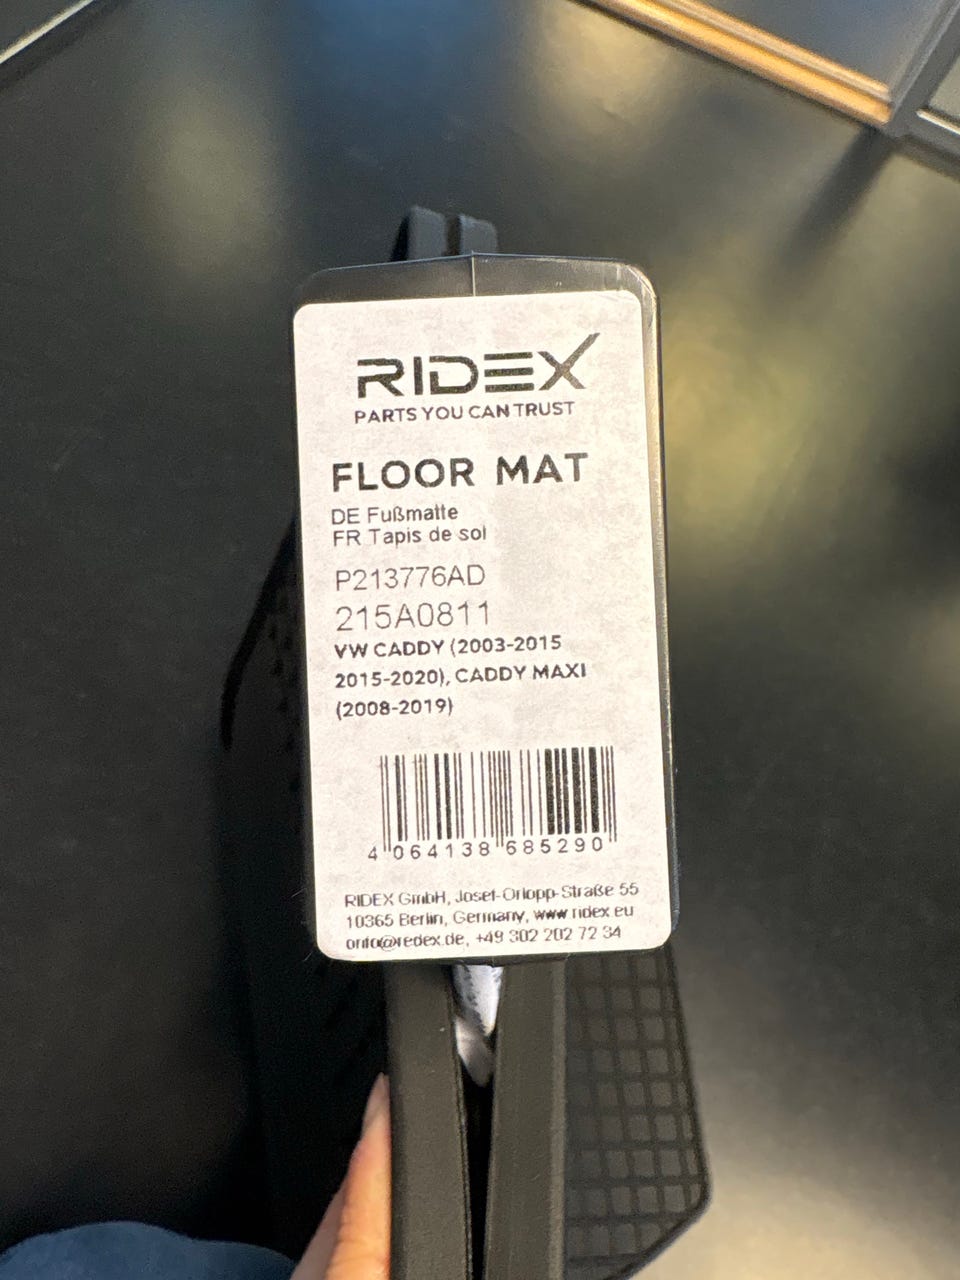 RIDEX
PARTS YOU CAN TRUST
FLOOR MAT
DE Fußmatte
FR Tapis de sol
P213776AD
215A0811
VW CADDY (2003-2015
2015-2020), CADDY MAXI
(2008-2019)
4 064138 685290
RIDEX GmbH, Josef-Orlopp-Straße 55
10365 Berlin, Germany, www.ridex.eu
+49 302 202 72 34